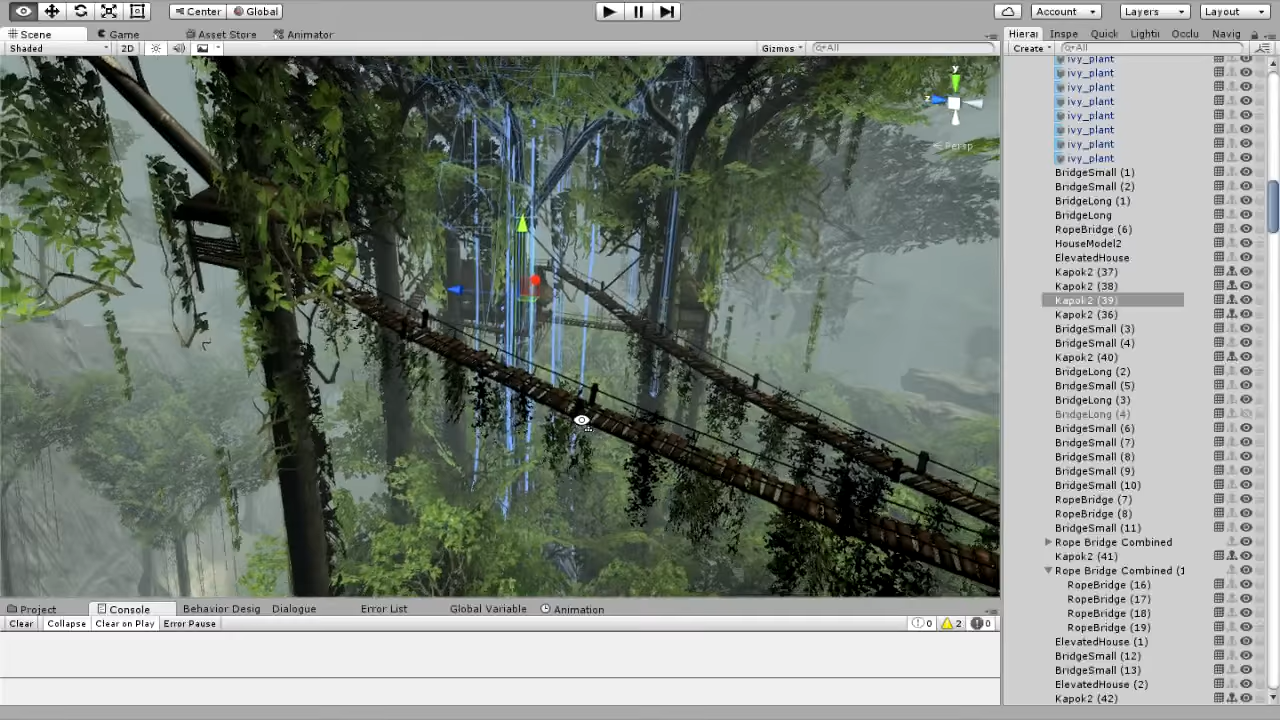 Center Global Account Layers Layout
Scene Game Asset Store Animator
Hierar Inspe Quick Lightii Occlu Navig
Shaded 2D Gizmos All
Create All
y
z
Persp
ivy_plant
ivy_plant
ivy_plant
ivy_plant
ivy_plant
ivy_plant
ivy_plant
ivy_plant
BridgeSmall (1)
BridgeSmall (2)
BridgeLong (1)
BridgeLong
RopeBridge (6)
HouseModel2
ElevatedHouse
Kapok2 (37)
Kapok2 (38)
Kapok2 (39)
Kapok2 (36)
BridgeSmall (3)
BridgeSmall (4)
Kapok2 (40)
BridgeLong (2)
BridgeSmall (5)
BridgeLong (3)
BridgeLong (4)
BridgeSmall (6)
BridgeSmall (7)
BridgeSmall (8)
BridgeSmall (9)
BridgeSmall (10)
RopeBridge (7)
RopeBridge (8)
BridgeSmall (11)
Rope Bridge Combined
Kapok2 (41)
Rope Bridge Combined (1
RopeBridge (16)
RopeBridge (17)
RopeBridge (18)
RopeBridge (19)
ElevatedHouse (1)
BridgeSmall (12)
BridgeSmall (13)
ElevatedHouse (2)
Kapok2 (42)
Project Console Behavior Desig Dialogue Error List Global Variable Animation
Clear Collapse Clear on Play Error Pause 0 2 0